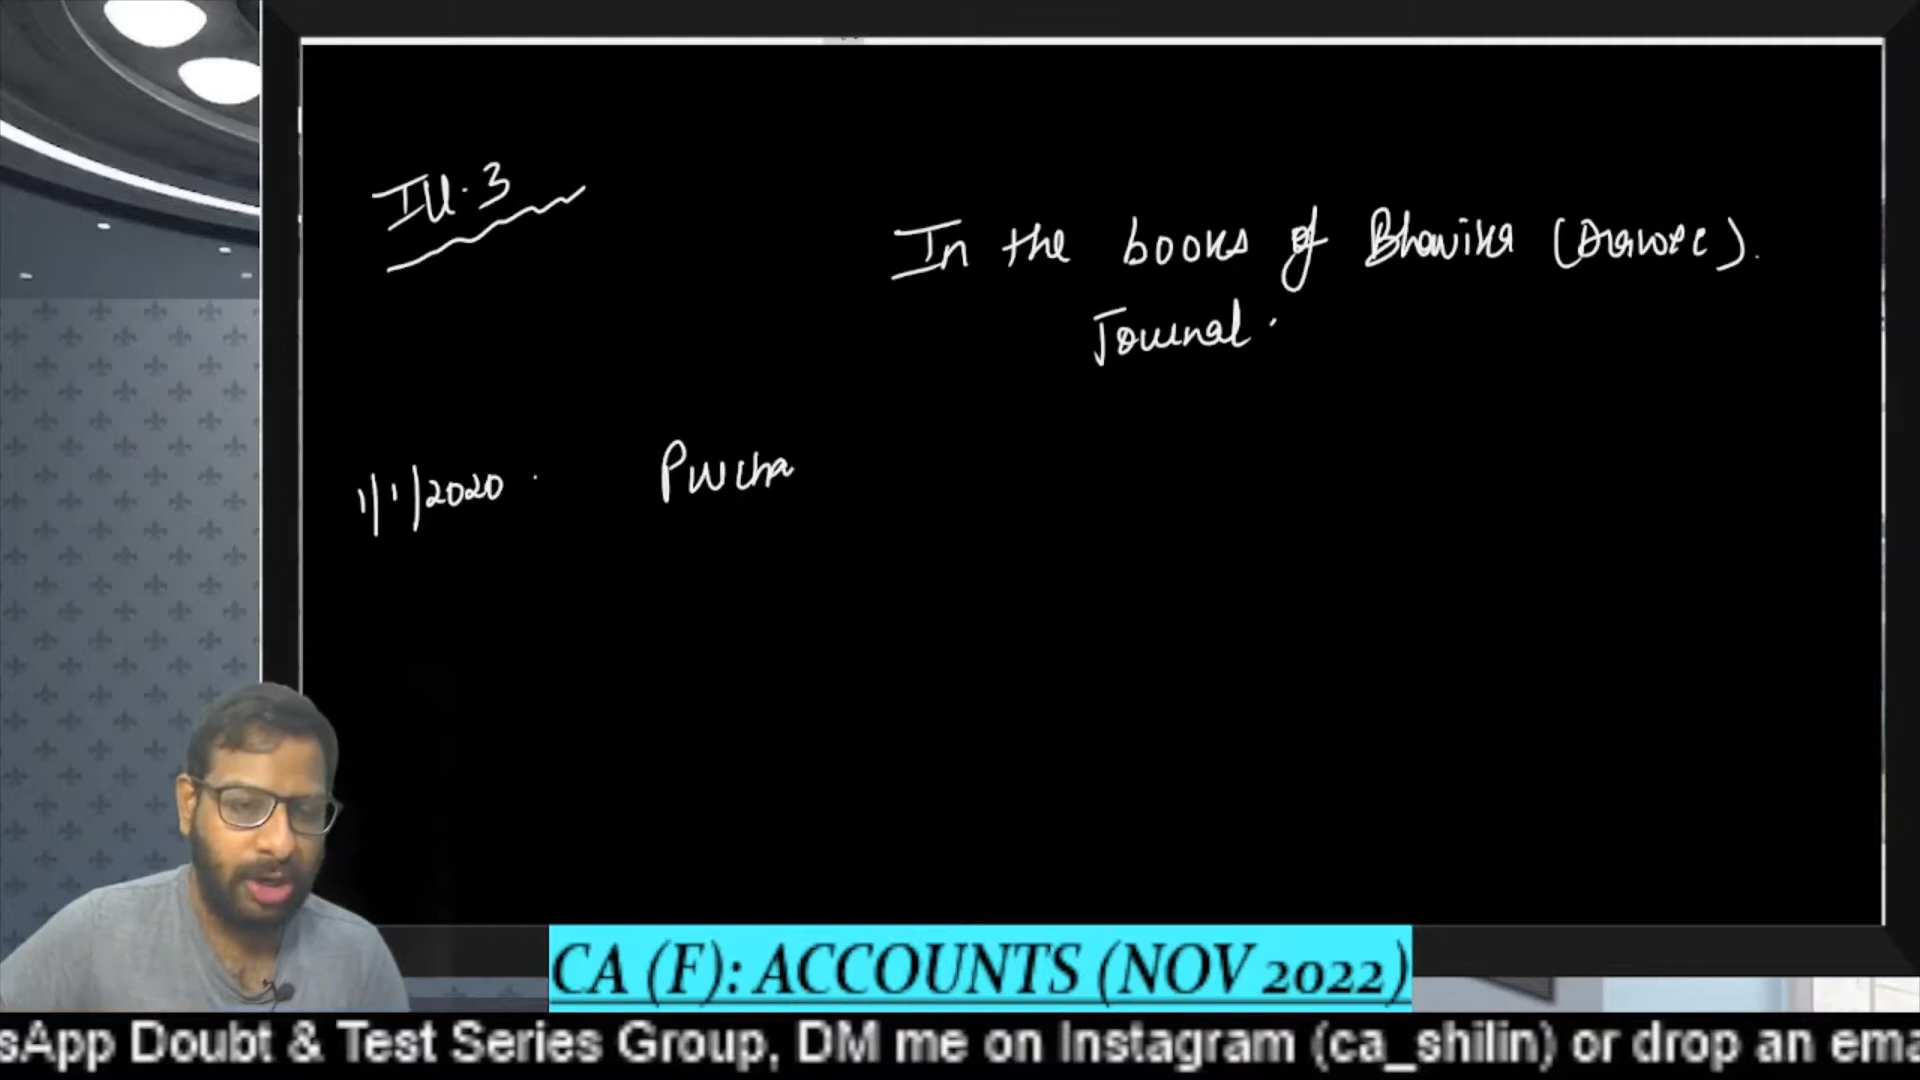 Ill.3
In the books of Bhavika (Drawee).
Journal.
1/1/2020. Purcha
CA (F): ACCOUNTS (NOV 2022)
sApp Doubt & Test Series Group, DM me on Instagram (ca_shilin) or drop an ema